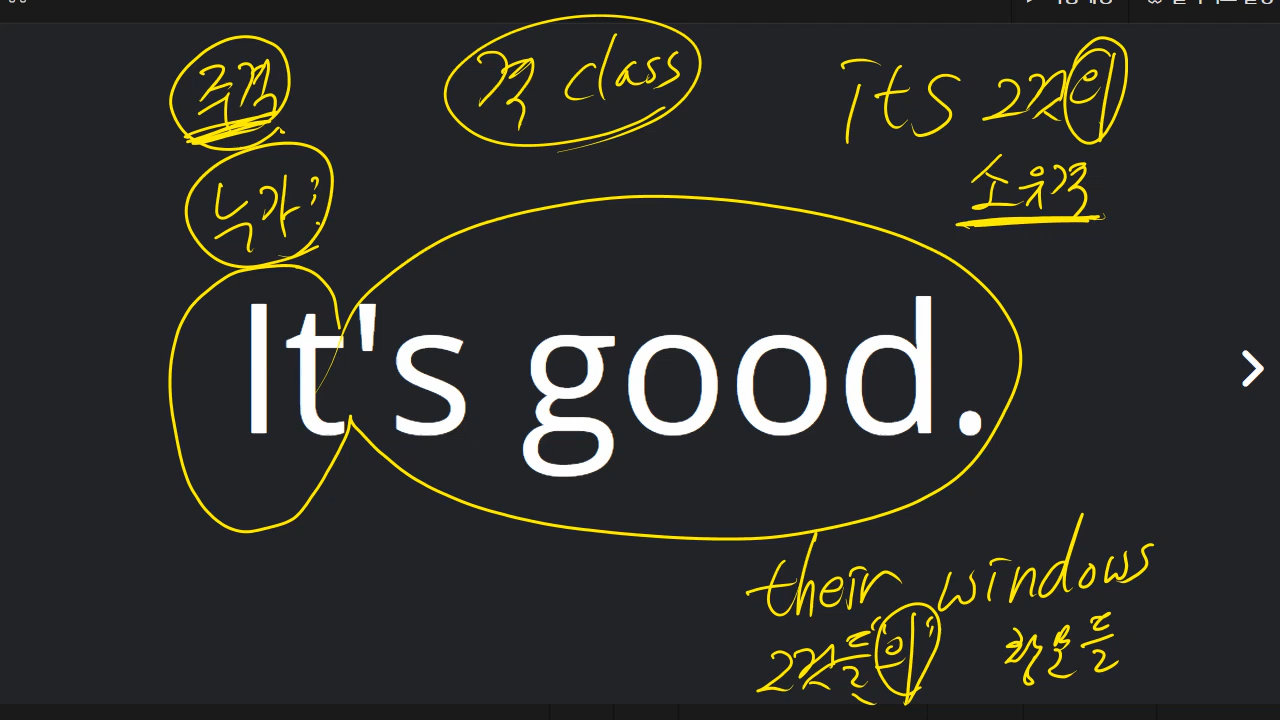 주격 격 class its 그것의
누가? 소유격
It's good.
their windows
그것들의 창문들